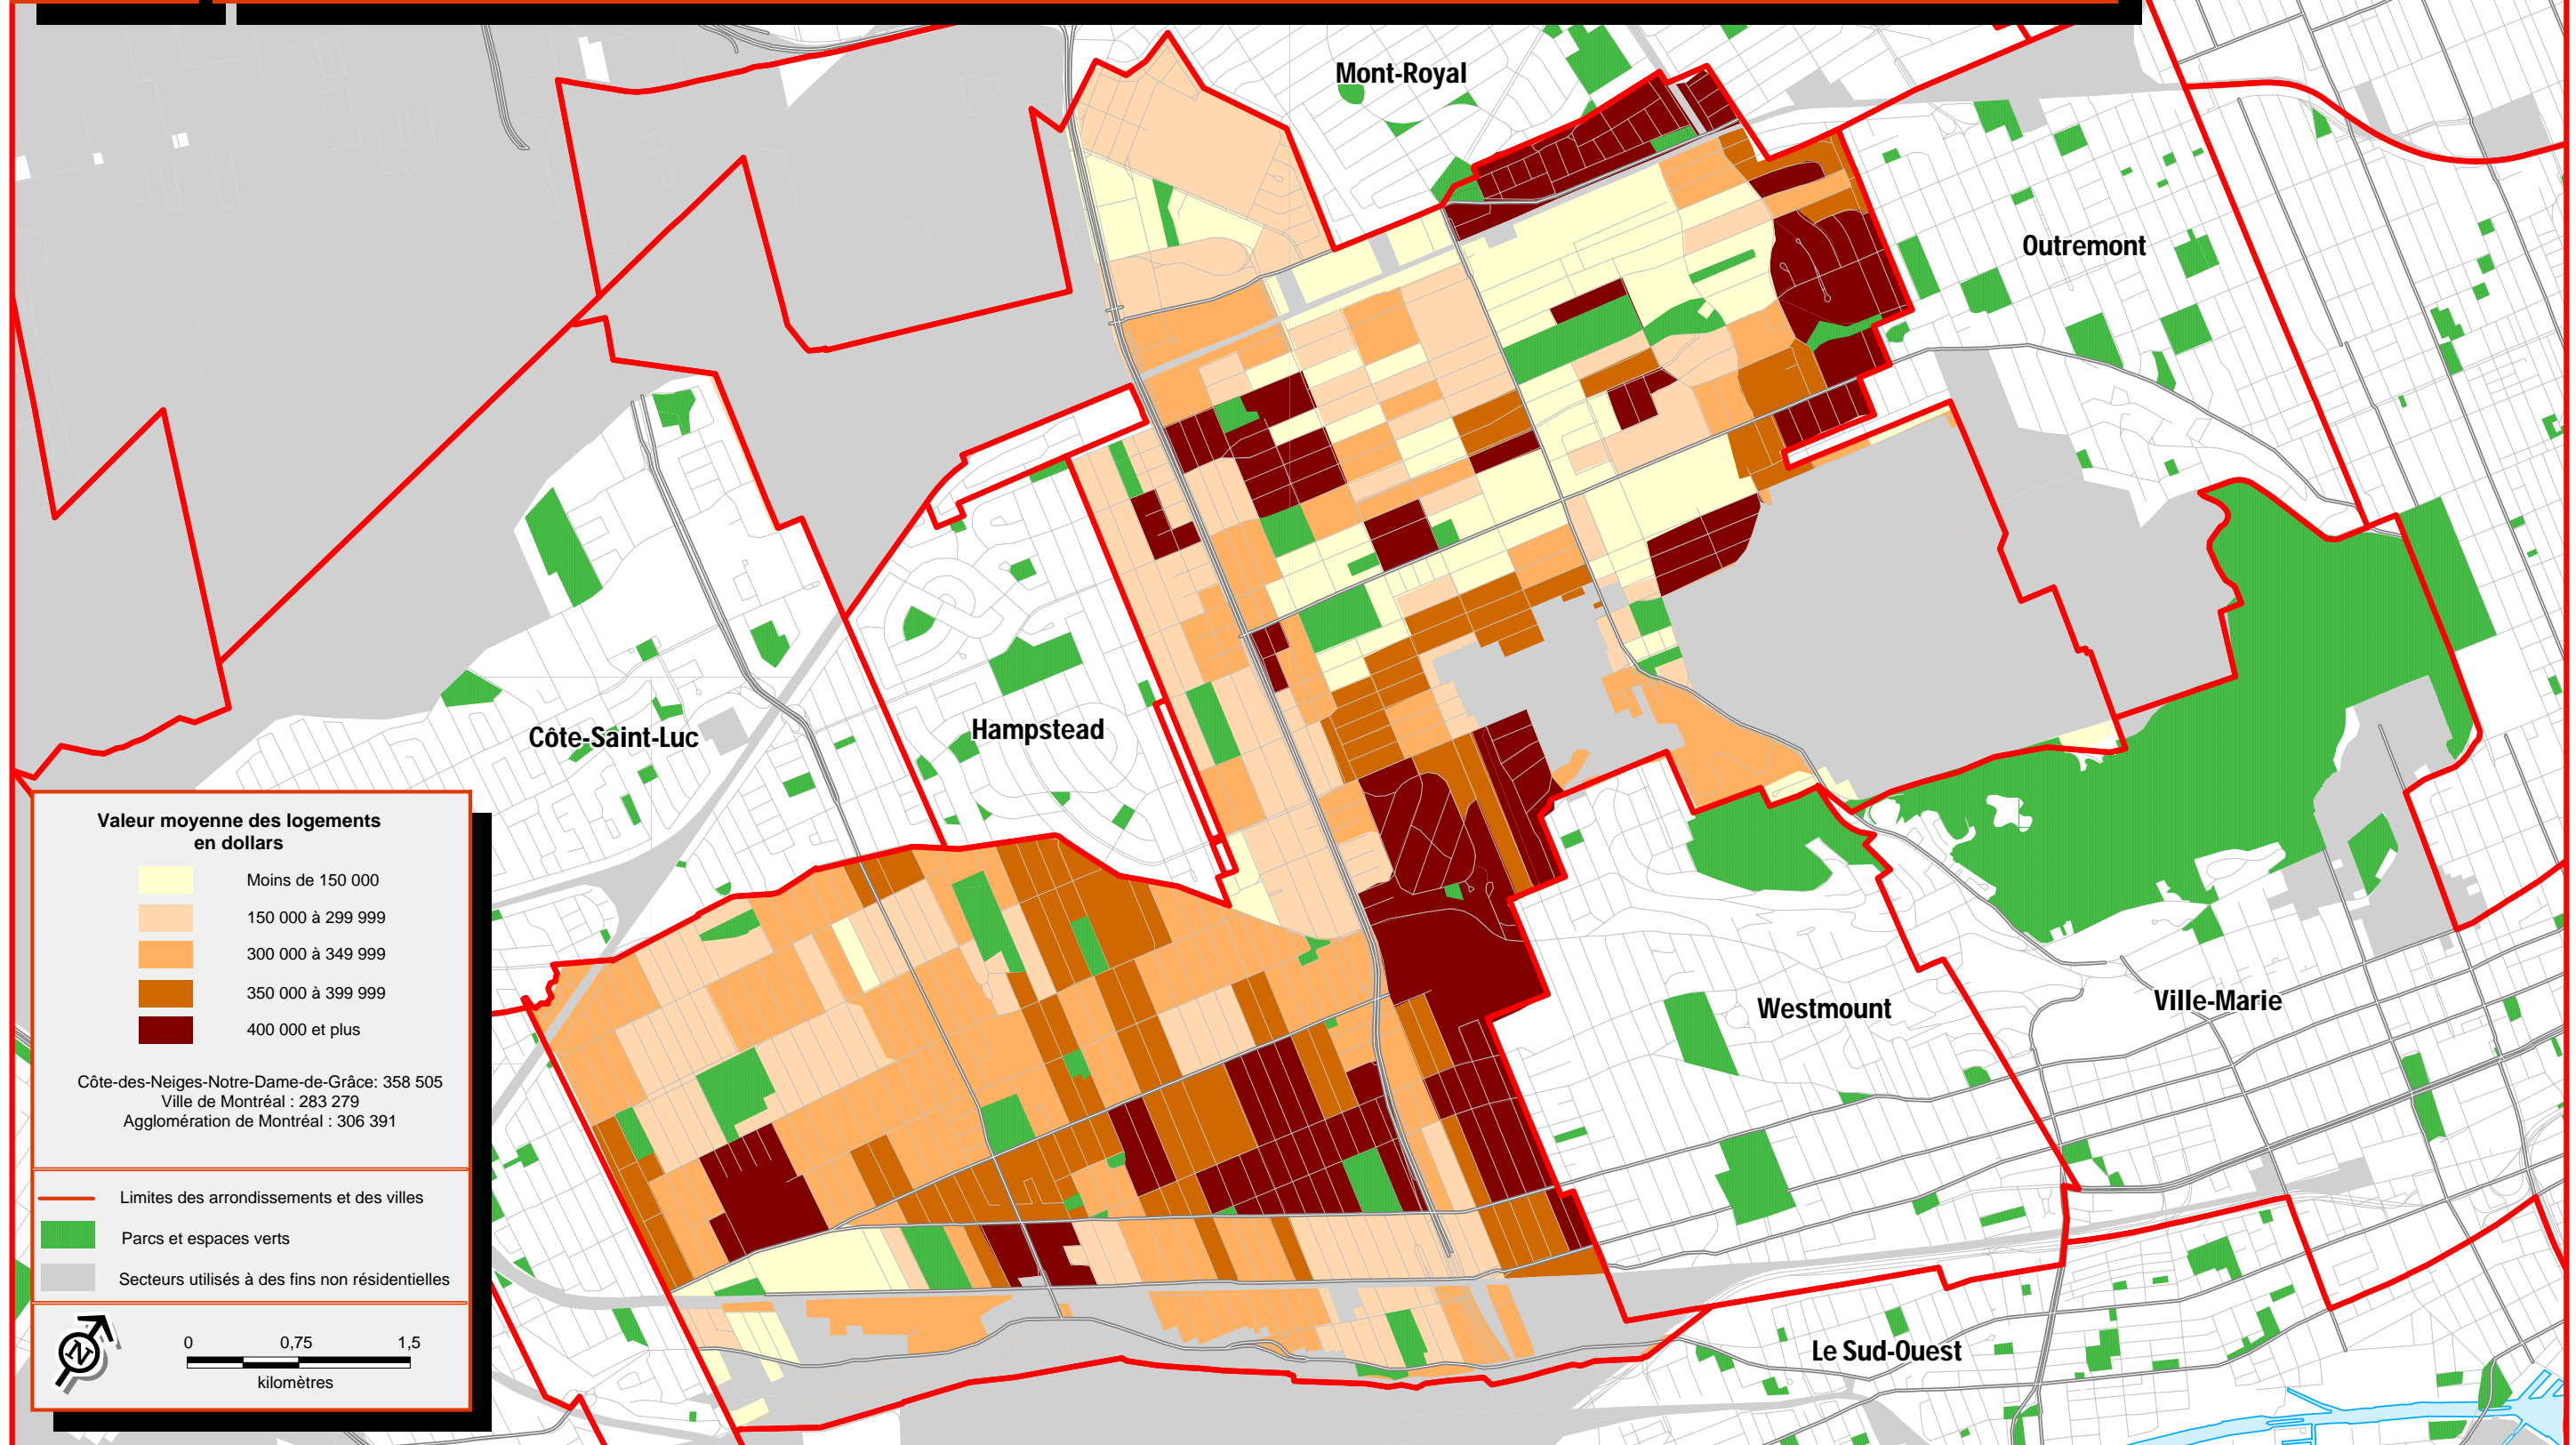 Mont-Royal
Outremont
Côte-Saint-Luc
Hampstead
Westmount
Ville-Marie
Le Sud-Ouest
Valeur moyenne des logements
en dollars
Moins de 150 000
150 000 à 299 999
300 000 à 349 999
350 000 à 399 999
400 000 et plus
Côte-des-Neiges-Notre-Dame-de-Grâce: 358 505
Ville de Montréal : 283 279
Agglomération de Montréal : 306 391
Limites des arrondissements et des villes
Parcs et espaces verts
Secteurs utilisés à des fins non résidentielles
N
0 0,75 1,5
kilomètres